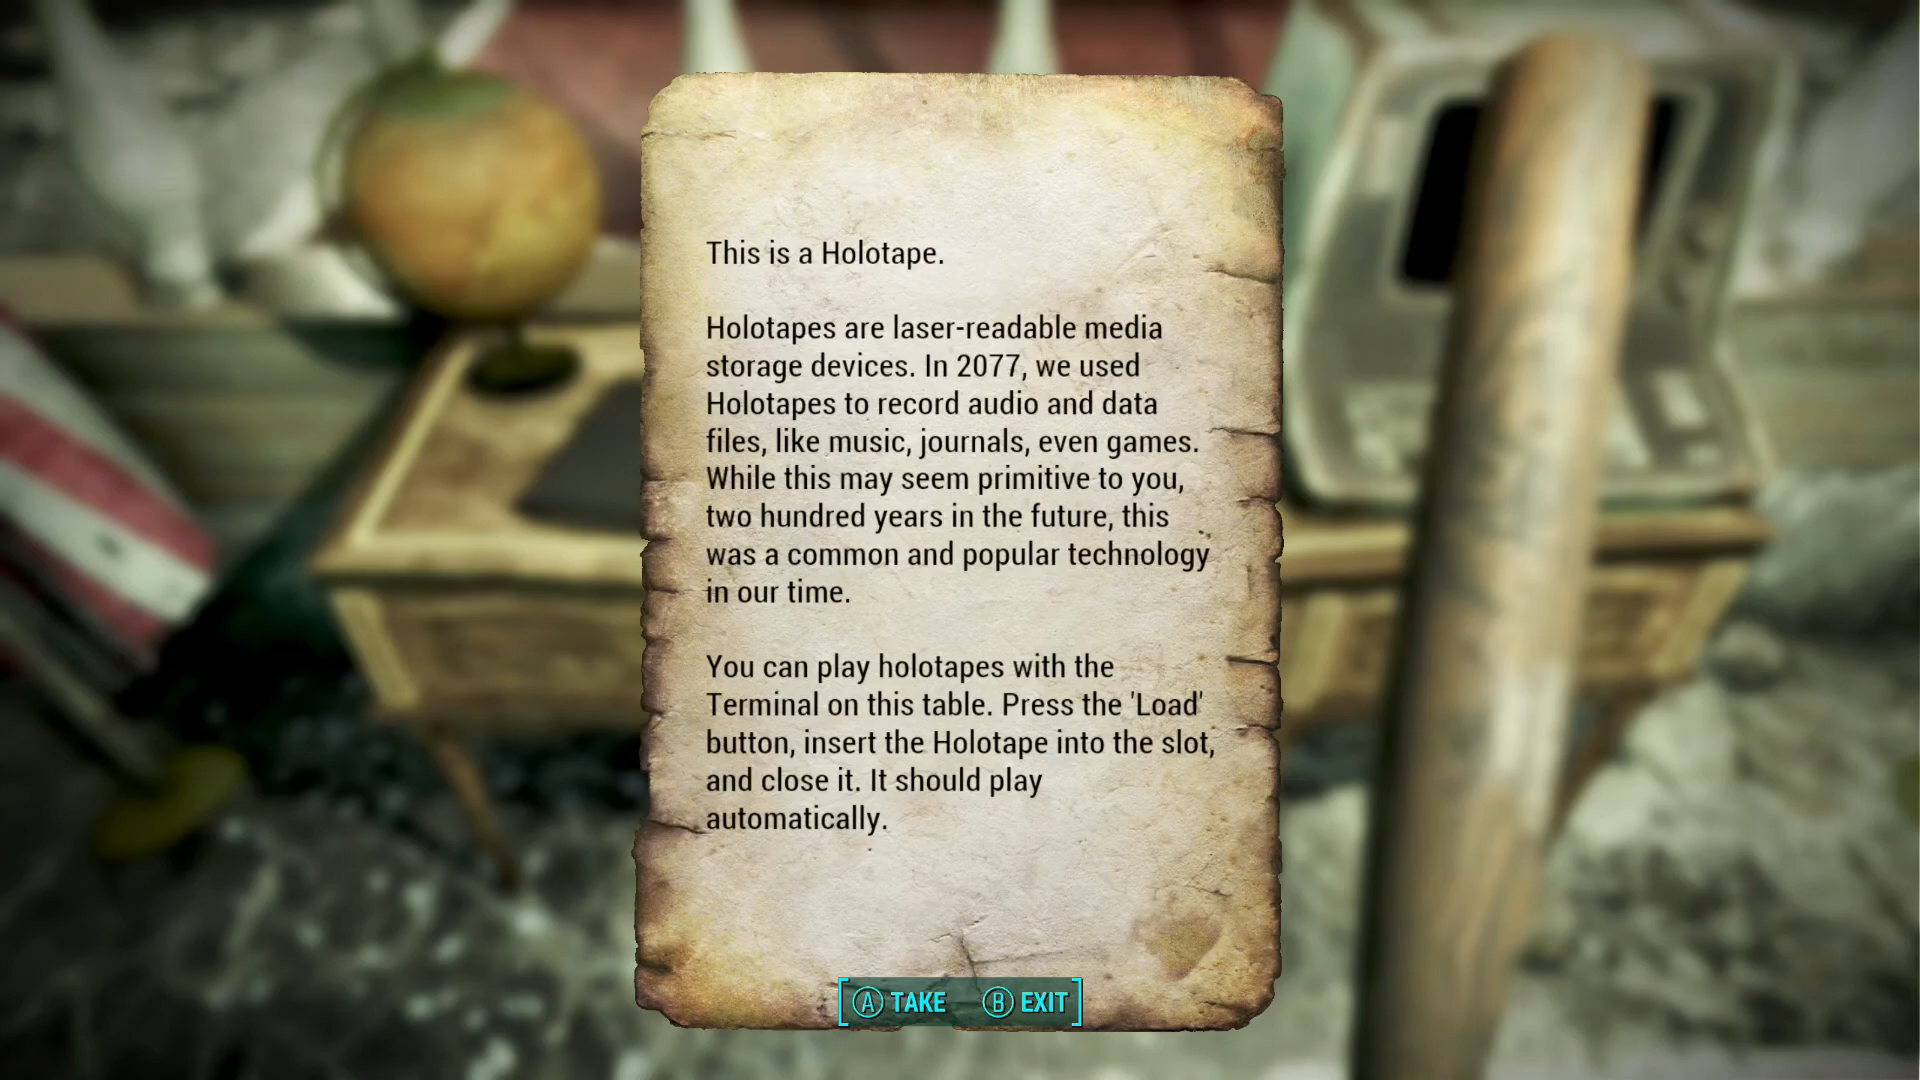 This is a Holotape.
Holotapes are laser-readable media
storage devices. In 2077, we used
Holotapes to record audio and data
files, like music, journals, even games.
While this may seem primitive to you,
two hundred years in the future, this
was a common and popular technology
in our time.
You can play holotapes with the
Terminal on this table. Press the 'Load'
button, insert the Holotape into the slot,
and close it. It should play
automatically.
A TAKE B EXIT